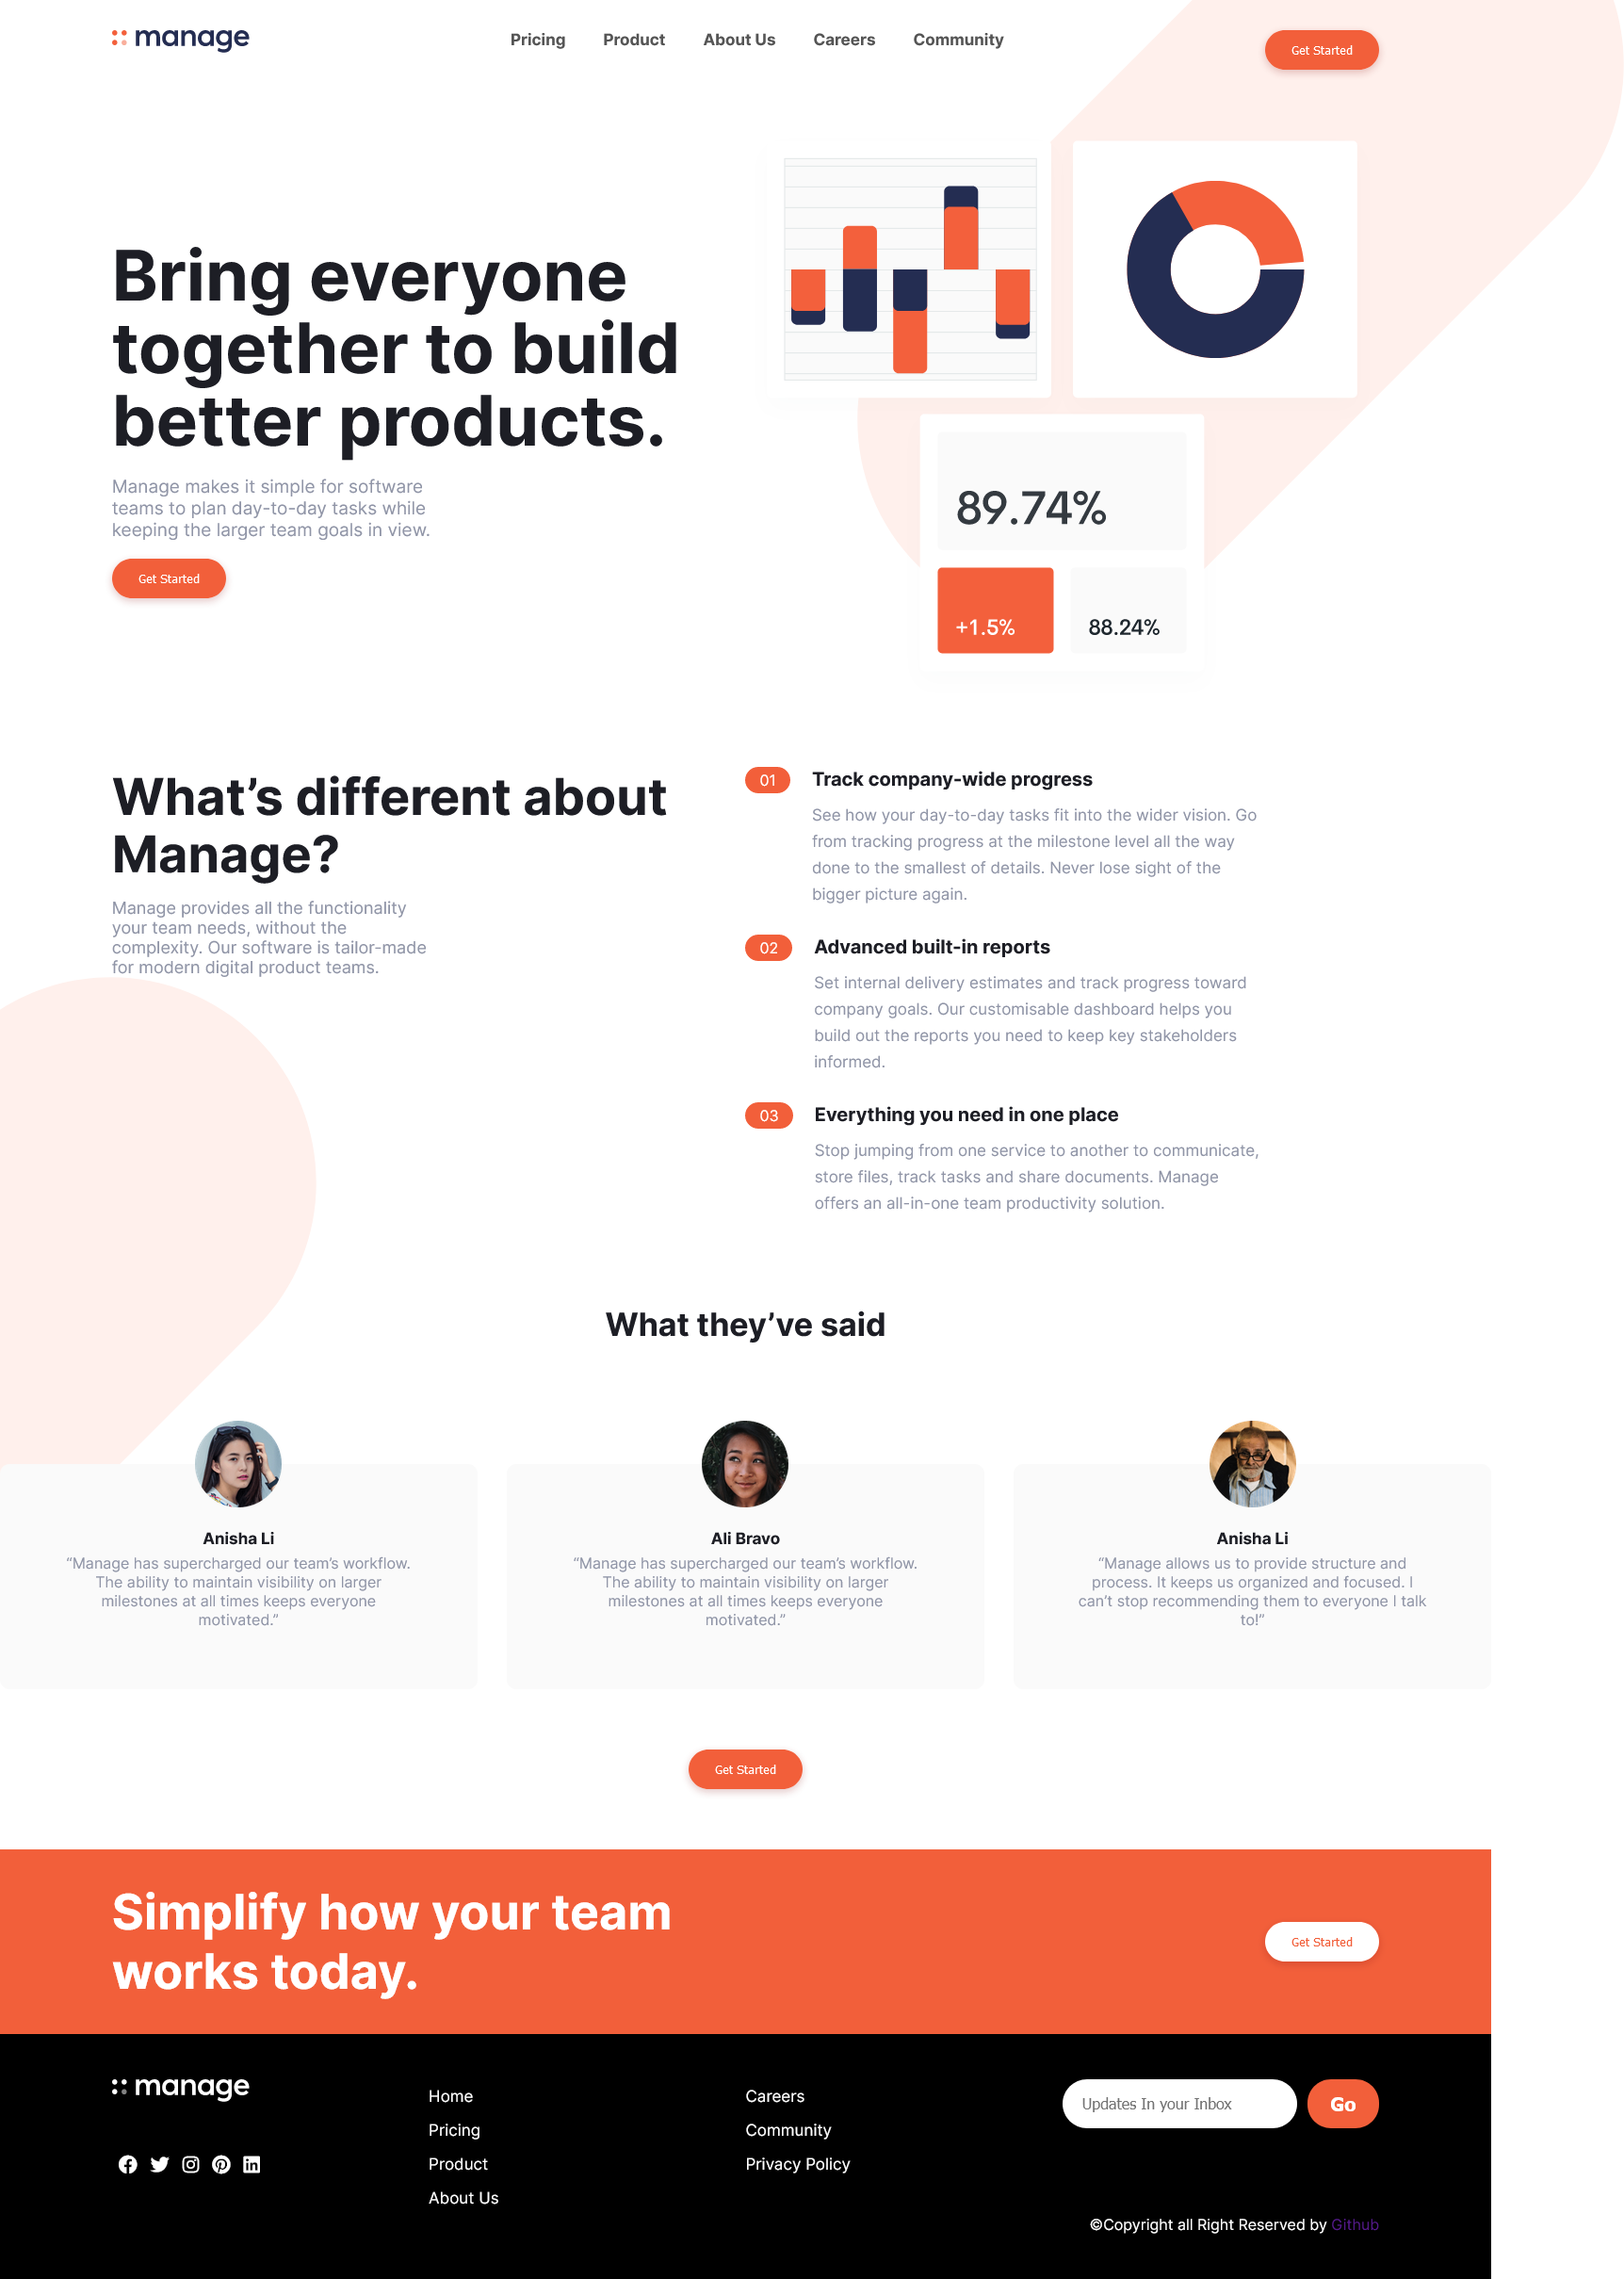 manage
Pricing
Product
About Us
Careers
Community
Get Started
Bring everyone
together to build
better products.
Manage makes it simple for software
teams to plan day-to-day tasks while
keeping the larger team goals in view.
Get Started
89.74%
+1.5%
88.24%
What’s different about
Manage?
Manage provides all the functionality
your team needs, without the
complexity. Our software is tailor-made
for modern digital product teams.
01
Track company-wide progress
See how your day-to-day tasks fit into the wider vision. Go
from tracking progress at the milestone level all the way
done to the smallest of details. Never lose sight of the
bigger picture again.
02
Advanced built-in reports
Set internal delivery estimates and track progress toward
company goals. Our customisable dashboard helps you
build out the reports you need to keep key stakeholders
informed.
03
Everything you need in one place
Stop jumping from one service to another to communicate,
store files, track tasks and share documents. Manage
offers an all-in-one team productivity solution.
What they’ve said
Anisha Li
“Manage has supercharged our team’s workflow.
The ability to maintain visibility on larger
milestones at all times keeps everyone
motivated.”
Ali Bravo
“Manage has supercharged our team’s workflow.
The ability to maintain visibility on larger
milestones at all times keeps everyone
motivated.”
Anisha Li
“Manage allows us to provide structure and
process. It keeps us organized and focused. I
can’t stop recommending them to everyone I talk
to!”
Get Started
Simplify how your team
works today.
Get Started
manage
Home
Pricing
Product
About Us
Careers
Community
Privacy Policy
Updates In your Inbox
Go
©Copyright all Right Reserved by Github